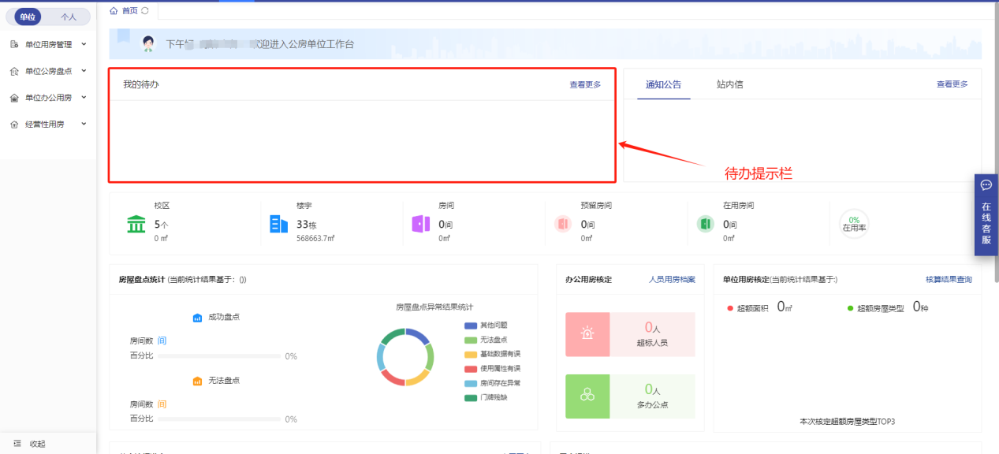 单位 个人
首页
单位用房管理
单位公房盘点
单位办公用房
经营性用房
下午好
欢迎进入公房单位工作台
我的待办 查看更多
通知公告 站内信 查看更多
待办提示栏
在线客服
校区
5个
0㎡
楼宇
33栋
568663.7㎡
房间
0间
0㎡
预留房间
0间
0㎡
在用房间
0间
0㎡
0%
在用率
房屋盘点统计 (当前统计结果基于：())
成功盘点
房间数 间
百分比 0%
无法盘点
房间数 间
百分比 0%
房屋盘点异常结果统计
其他问题
无法盘点
基础数据有误
使用属性有误
房间存在异常
门牌残缺
办公用房核定 人员用房档案
0人
超标人员
0人
多办公点
单位用房核定(当前统计结果基于:) 核算结果查询
超额面积 0㎡
超额房屋类型 0种
本次核定超额房屋类型TOP3
收起